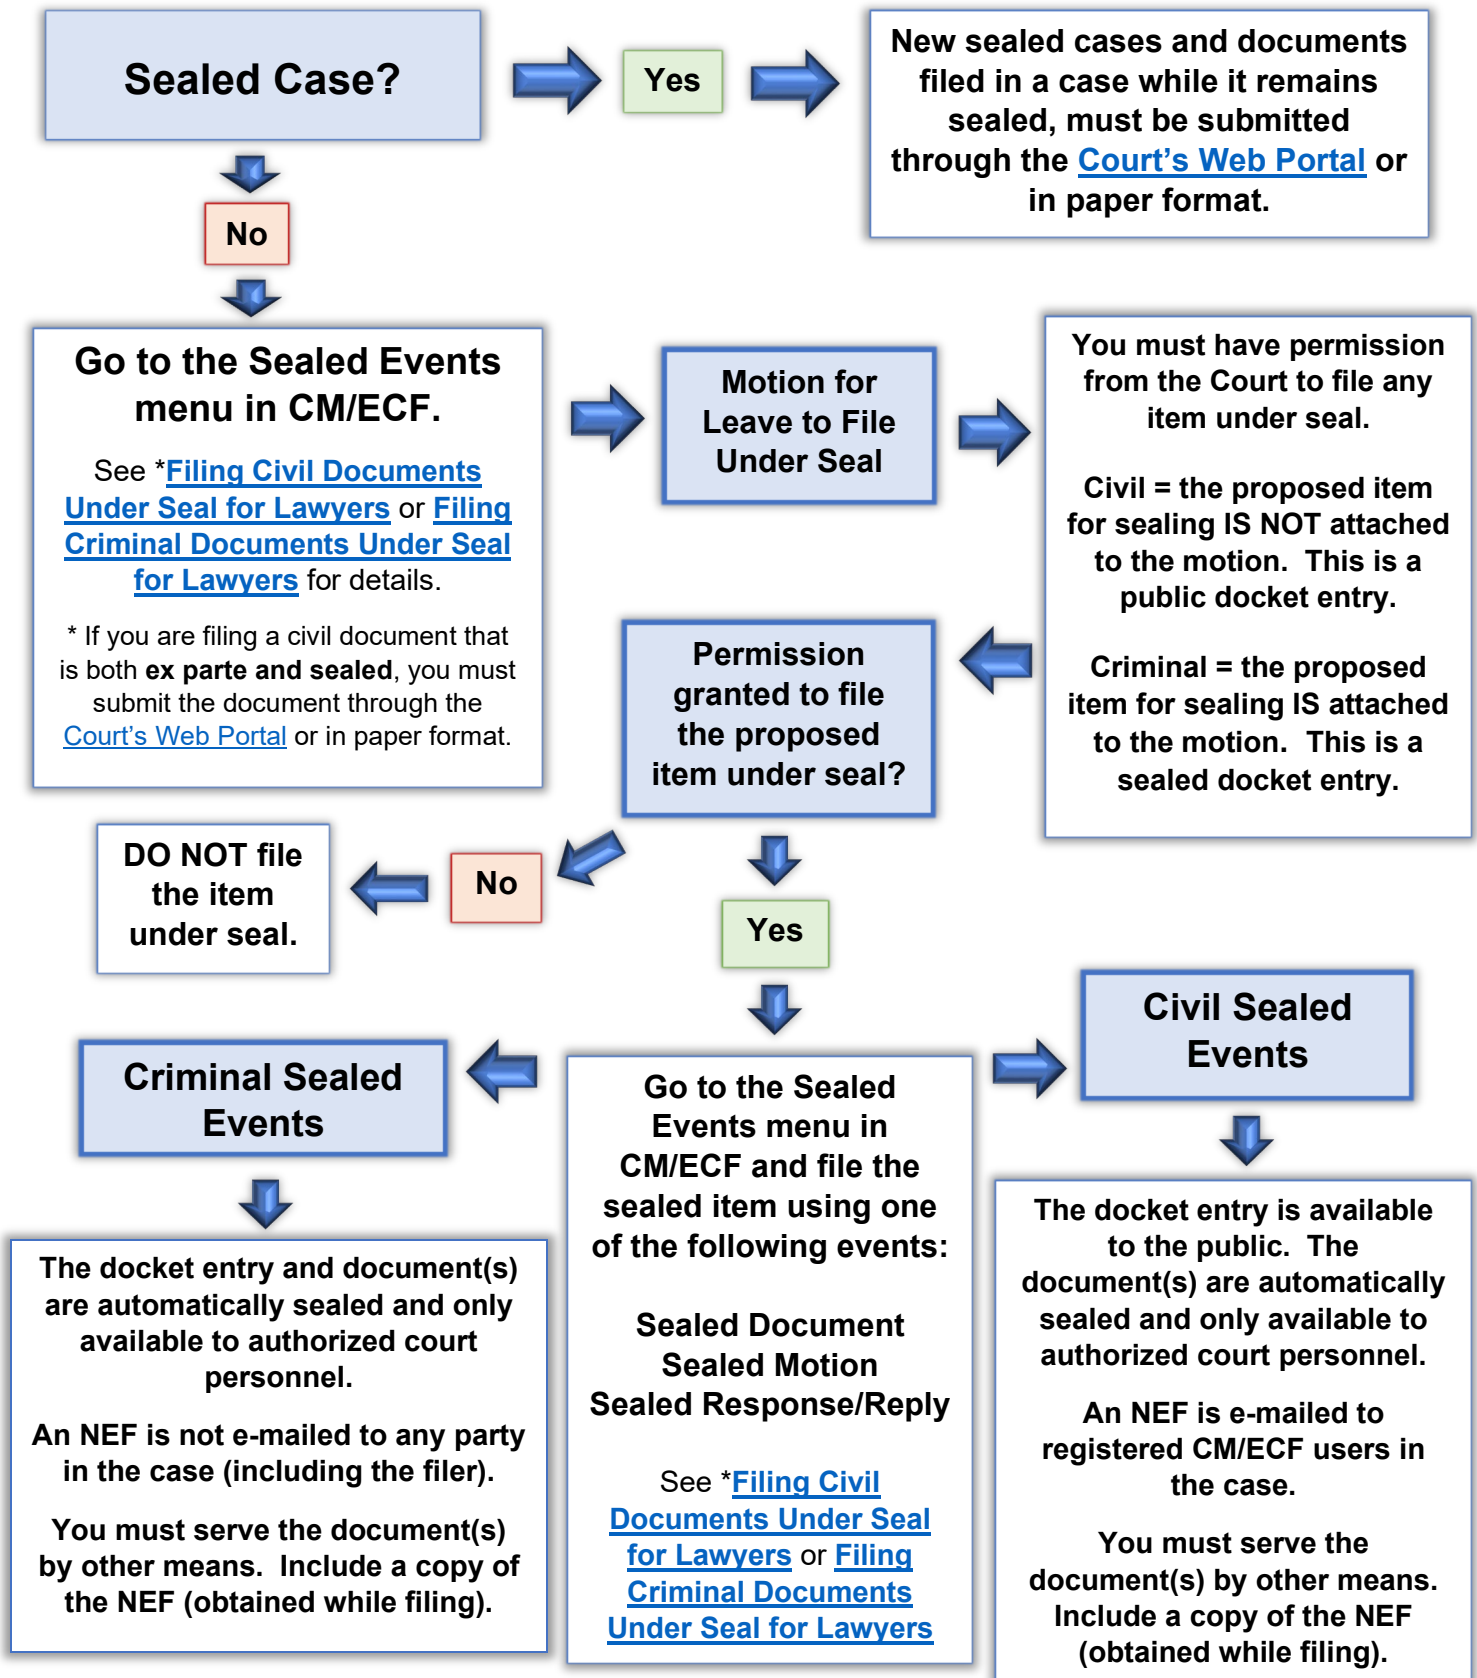 Sealed Case?
Yes
New sealed cases and documents
filed in a case while it remains
sealed, must be submitted
through the Court’s Web Portal or
in paper format.
No
Go to the Sealed Events
menu in CM/ECF.
See *Filing Civil Documents
Under Seal for Lawyers or Filing
Criminal Documents Under Seal
for Lawyers for details.
* If you are filing a civil document that
is both ex parte and sealed, you must
submit the document through the
Court’s Web Portal or in paper format.
Motion for
Leave to File
Under Seal
You must have permission
from the Court to file any
item under seal.
Civil = the proposed item
for sealing IS NOT attached
to the motion.  This is a
public docket entry.
Criminal = the proposed
item for sealing IS attached
to the motion.  This is a
sealed docket entry.
Permission
granted to file
the proposed
item under seal?
No
DO NOT file
the item
under seal.
Yes
Go to the Sealed
Events menu in
CM/ECF and file the
sealed item using one
of the following events:
Sealed Document
Sealed Motion
Sealed Response/Reply
See *Filing Civil
Documents Under Seal
for Lawyers or Filing
Criminal Documents
Under Seal for Lawyers
Criminal Sealed
Events
The docket entry and document(s)
are automatically sealed and only
available to authorized court
personnel.
An NEF is not e-mailed to any party
in the case (including the filer).
You must serve the document(s)
by other means.  Include a copy of
the NEF (obtained while filing).
Civil Sealed
Events
The docket entry is available
to the public.  The
document(s) are automatically
sealed and only available to
authorized court personnel.
An NEF is e-mailed to
registered CM/ECF users in
the case.
You must serve the
document(s) by other means.
Include a copy of the NEF
(obtained while filing).